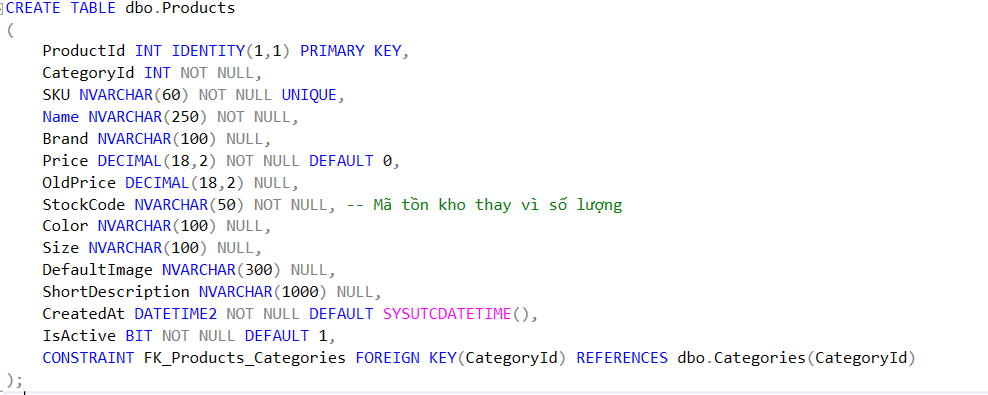 CREATE TABLE dbo.Products
(
    ProductId INT IDENTITY(1,1) PRIMARY KEY,
    CategoryId INT NOT NULL,
    SKU NVARCHAR(60) NOT NULL UNIQUE,
    Name NVARCHAR(250) NOT NULL,
    Brand NVARCHAR(100) NULL,
    Price DECIMAL(18,2) NOT NULL DEFAULT 0,
    OldPrice DECIMAL(18,2) NULL,
    StockCode NVARCHAR(50) NOT NULL, -- Mã tồn kho thay vì số lượng
    Color NVARCHAR(100) NULL,
    Size NVARCHAR(100) NULL,
    DefaultImage NVARCHAR(300) NULL,
    ShortDescription NVARCHAR(1000) NULL,
    CreatedAt DATETIME2 NOT NULL DEFAULT SYSUTCDATETIME(),
    IsActive BIT NOT NULL DEFAULT 1,
    CONSTRAINT FK_Products_Categories FOREIGN KEY(CategoryId) REFERENCES dbo.Categories(CategoryId)
);